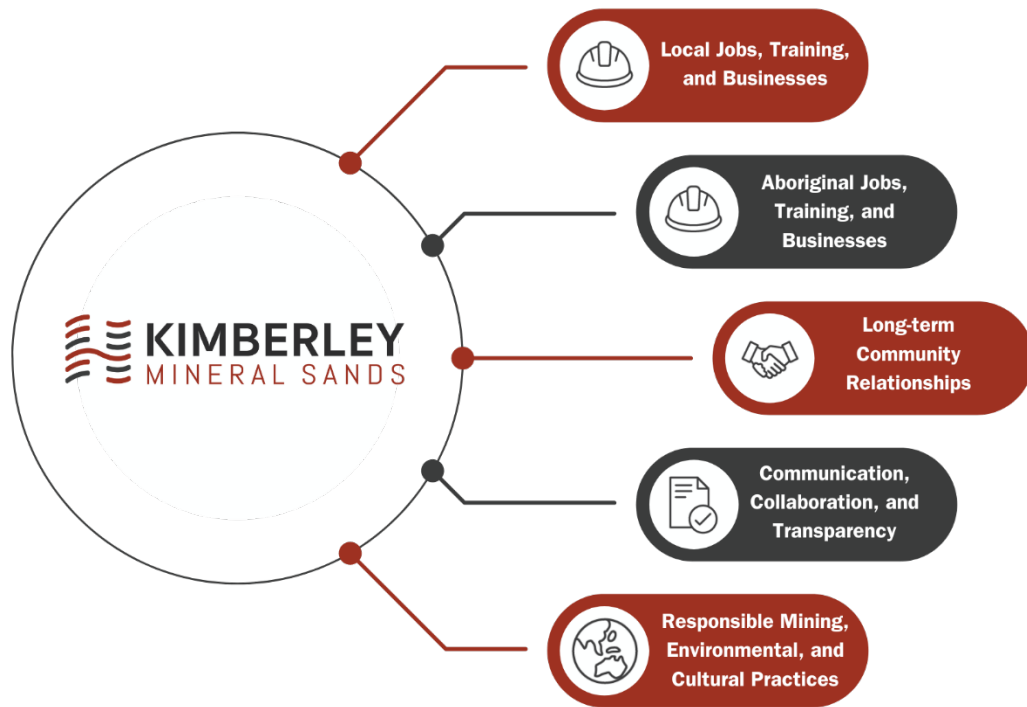 Local Jobs, Training,
and Businesses
Aboriginal Jobs,
Training, and
Businesses
KIMBERLEY
MINERAL SANDS
Long-term
Community
Relationships
Communication,
Collaboration, and
Transparency
Responsible Mining,
Environmental, and
Cultural Practices